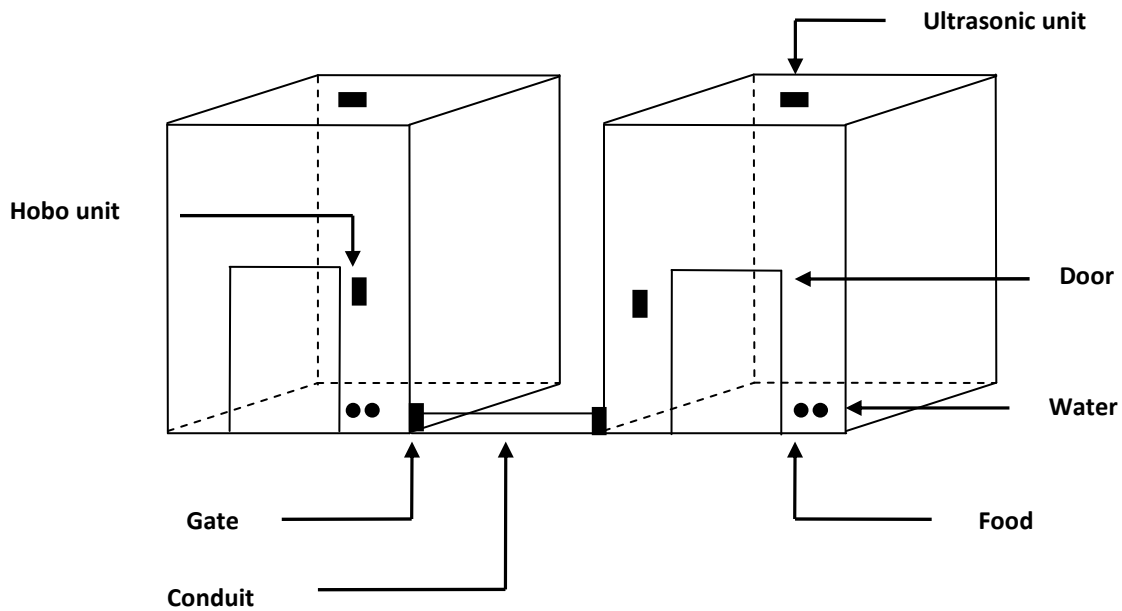 Ultrasonic unit
Hobo unit
Door
Water
Gate
Food
Conduit